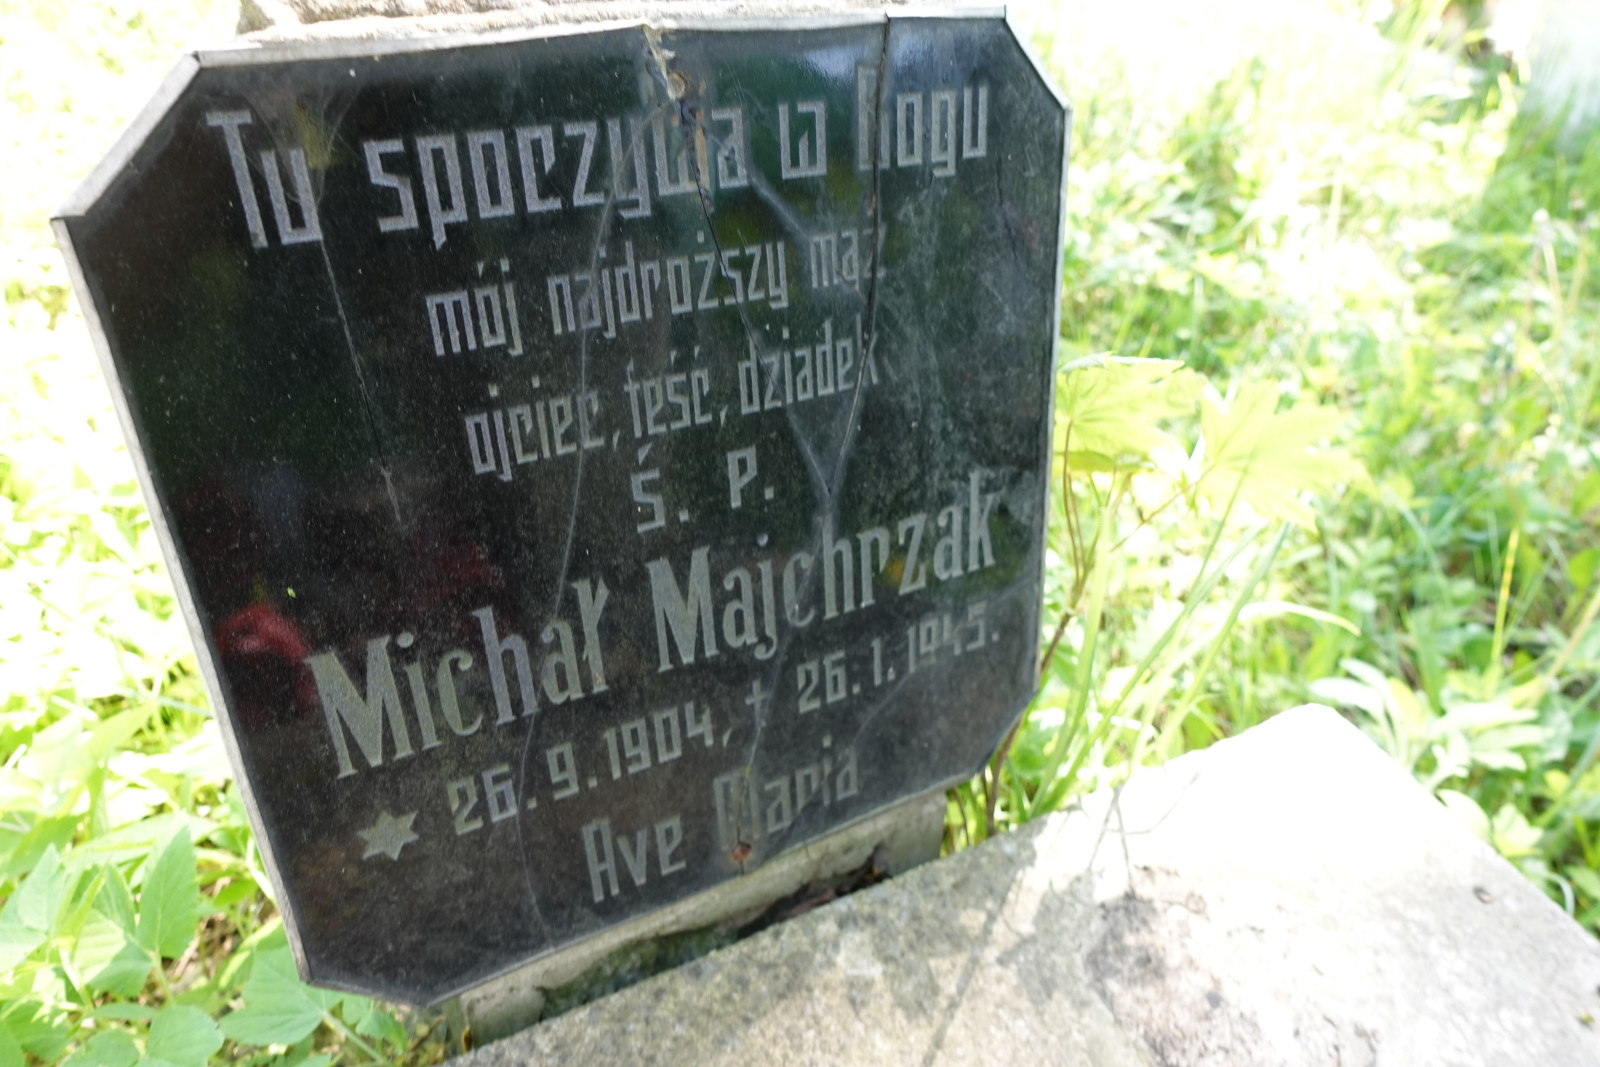 Tu spoczywa w Bogu
mój najdroższy mąż
ojciec, teść, dziadek
Ś. P.
Michał Majchrzak
* 26.9.1904, † 26.1.1945.
Ave Maria